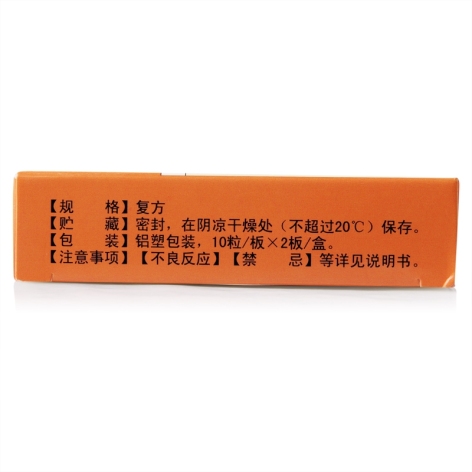 【规　　格】复方
【贮　　藏】密封，在阴凉干燥处（不超过20℃）保存。
【包　　装】铝塑包装，10粒/板×2板/盒。
【注意事项】【不良反应】【禁　　忌】等详见说明书。